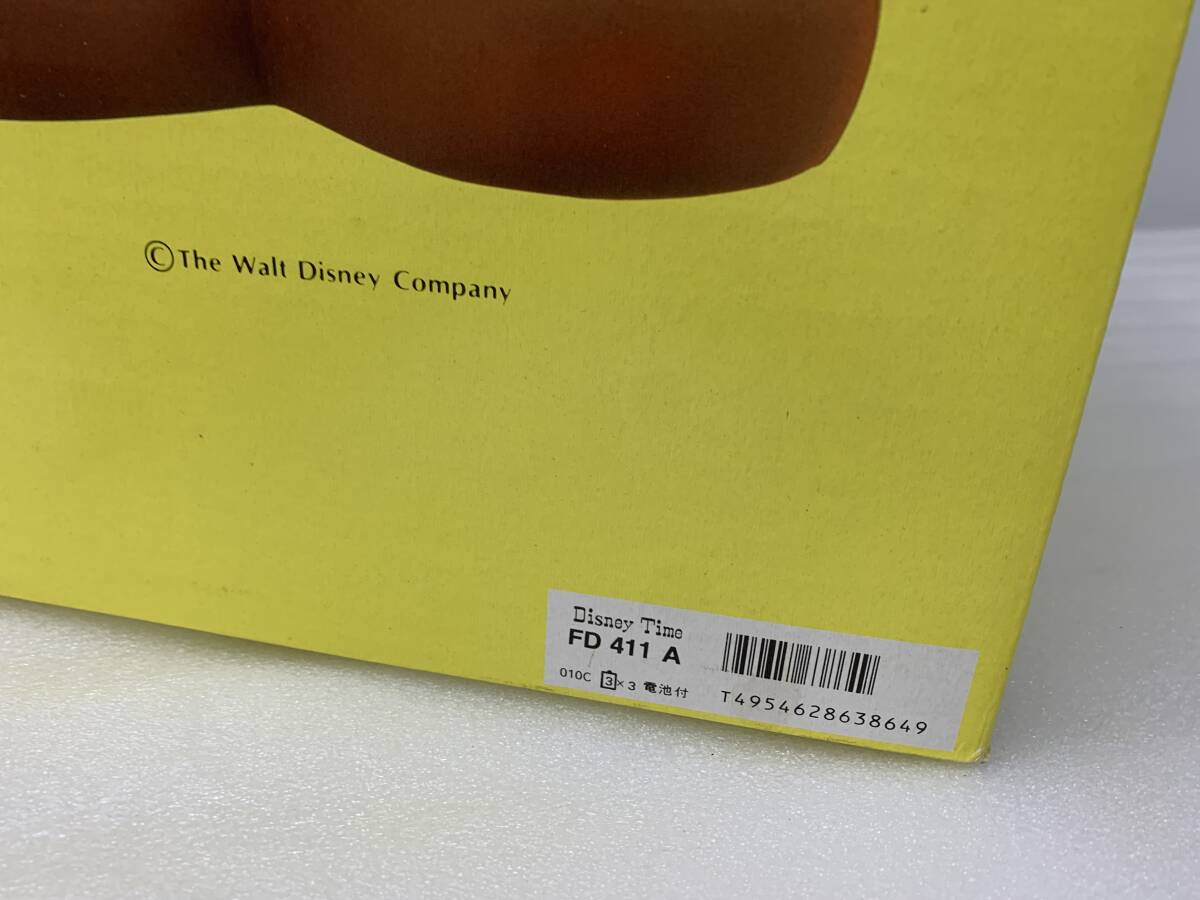 ©The Walt Disney Company
Disney Time
FD 411 A
010C 3×3 電池付
T4954628638649